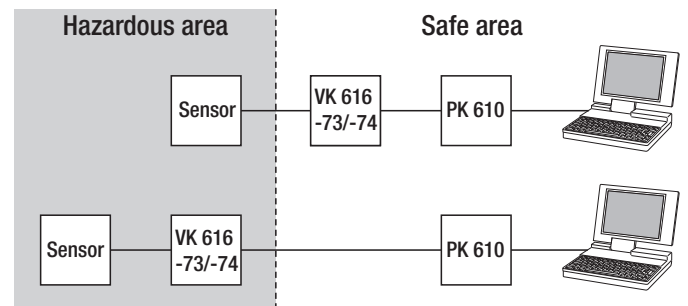 Hazardous area
Safe area
Sensor
VK 616
-73/-74
PK 610
Sensor
VK 616
-73/-74
PK 610